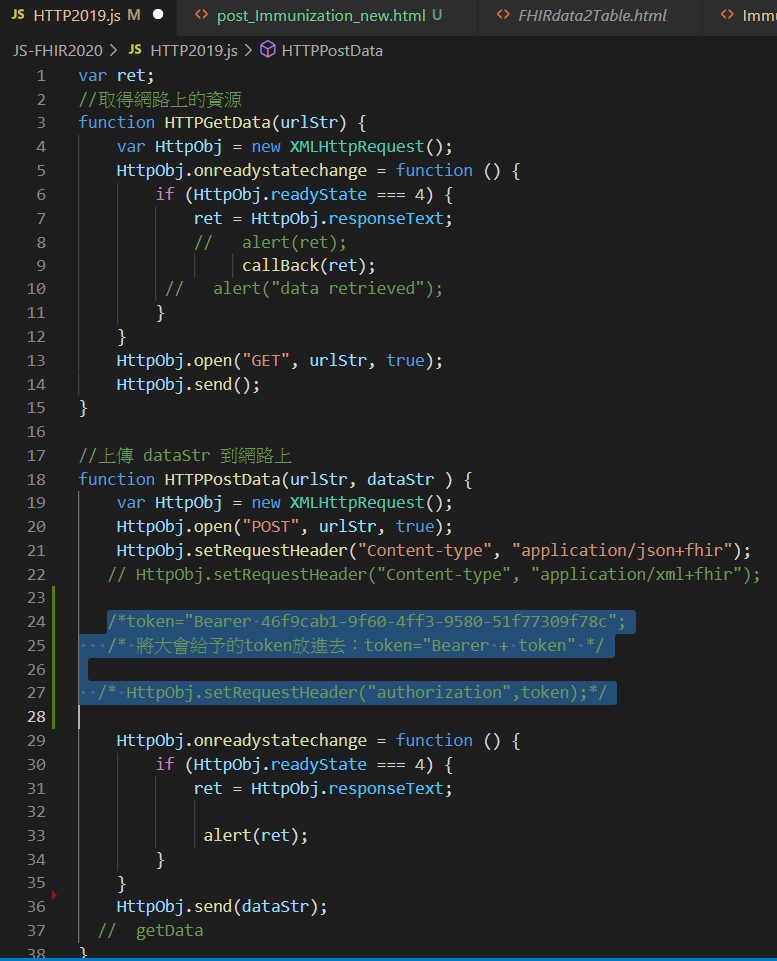 JS HTTP2019.js M ● <> post_Immunization_new.html U <> FHIRdata2Table.html <> Immu
JS-FHIR2020 > JS HTTP2019.js > HTTPPostData
1 var ret;
2 //取得網路上的資源
3 function HTTPGetData(urlStr) {
4 var HttpObj = new XMLHttpRequest();
5 HttpObj.onreadystatechange = function () {
6 if (HttpObj.readyState === 4) {
7 ret = HttpObj.responseText;
8 // alert(ret);
9 callBack(ret);
10 // alert("data retrieved");
11 }
12 }
13 HttpObj.open("GET", urlStr, true);
14 HttpObj.send();
15 }
16
17 //上傳 dataStr 到網路上
18 function HTTPPostData(urlStr, dataStr ) {
19 var HttpObj = new XMLHttpRequest();
20 HttpObj.open("POST", urlStr, true);
21 HttpObj.setRequestHeader("Content-type", "application/json+fhir");
22 // HttpObj.setRequestHeader("Content-type", "application/xml+fhir");
23
24 /*token="Bearer 46f9cab1-9f60-4ff3-9580-51f77309f78c";
25 /* 將大會給予的token放進去：token="Bearer + token" */
26
27 /* HttpObj.setRequestHeader("authorization",token);*/
28
29 HttpObj.onreadystatechange = function () {
30 if (HttpObj.readyState === 4) {
31 ret = HttpObj.responseText;
32
33 alert(ret);
34 }
35 }
36 HttpObj.send(dataStr);
37 // getData
38 }